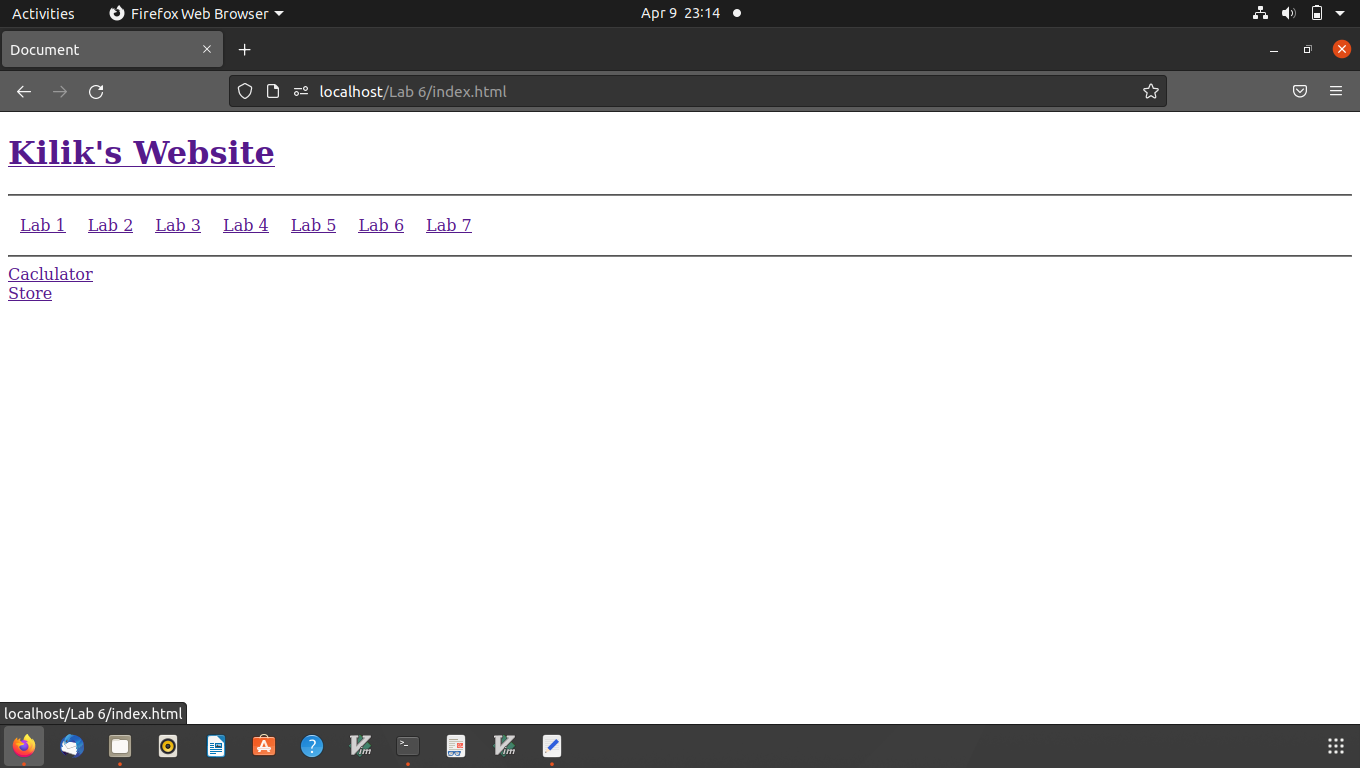 Activities Firefox Web Browser Apr 9 23:14
Document
localhost/Lab 6/index.html
Kilik's Website
Lab 1 Lab 2 Lab 3 Lab 4 Lab 5 Lab 6 Lab 7
Caclulator
Store
localhost/Lab 6/index.html